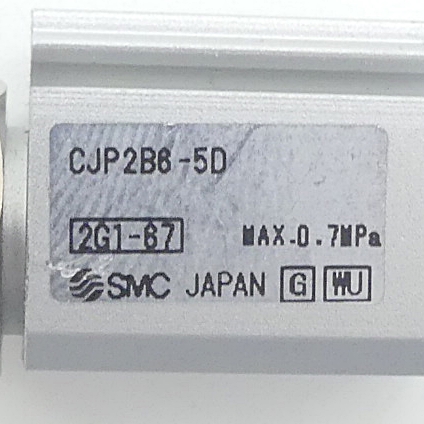 CJP2B6-5D
2G1-67 MAX.0.7MPa
SMC JAPAN G WU